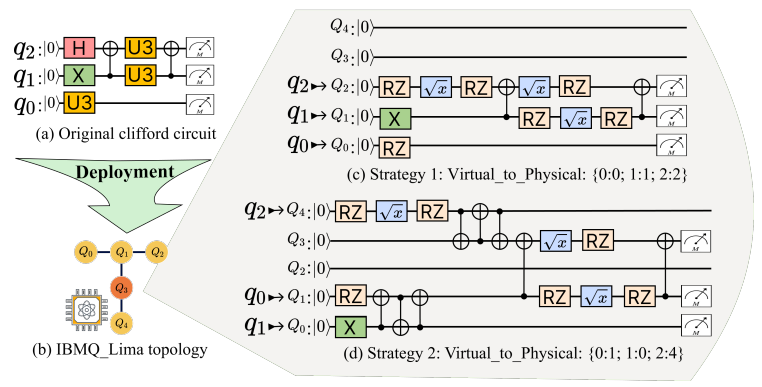 q₂:|0⟩ H U3 M
q₁:|0⟩ X U3 M
q₀:|0⟩ U3 M
(a) Original clifford circuit
Deployment
Q₀ Q₁ Q₂
Q₃
Q₄
(b) IBMQ_Lima topology
Q₄:|0⟩
Q₃:|0⟩
q₂ Q₂:|0⟩ RZ √x RZ √x RZ M
q₁ Q₁:|0⟩ X RZ √x RZ M
q₀ Q₀:|0⟩ RZ M
(c) Strategy 1: Virtual_to_Physical: {0:0; 1:1; 2:2}
q₂ Q₄:|0⟩ RZ √x RZ
Q₃:|0⟩ √x RZ M
Q₂:|0⟩
q₀ Q₁:|0⟩ RZ RZ √x RZ M
q₁ Q₀:|0⟩ X M
(d) Strategy 2: Virtual_to_Physical: {0:1; 1:0; 2:4}